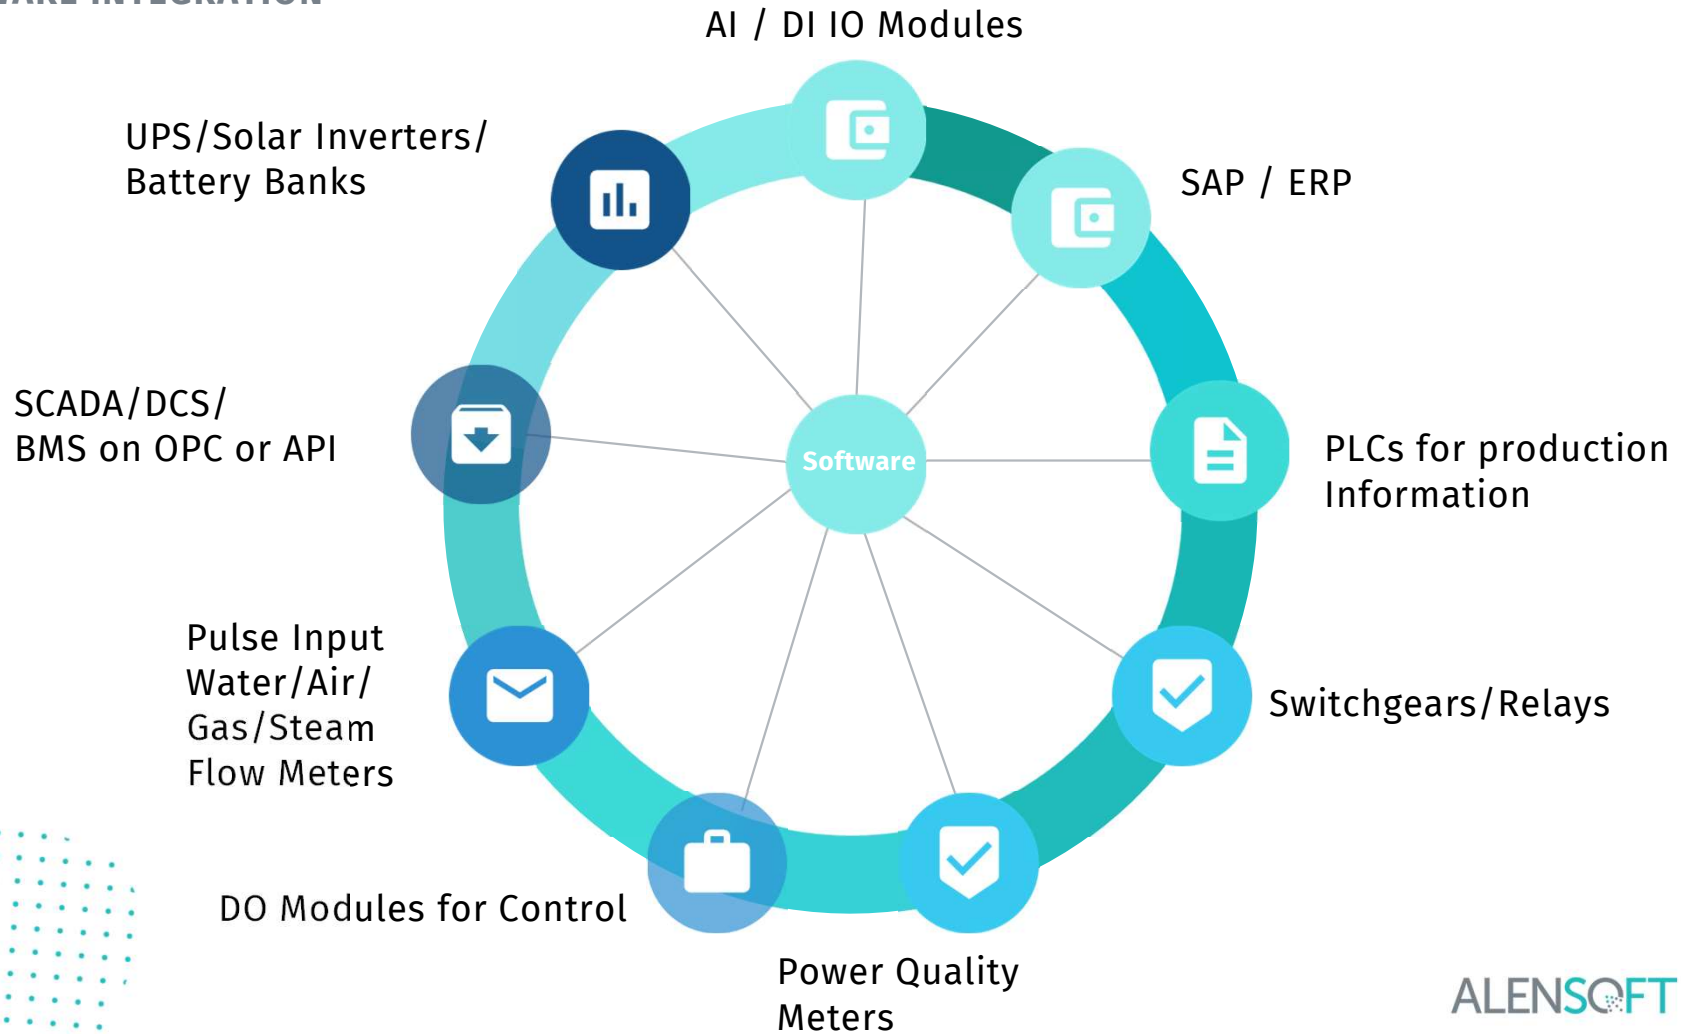 INTEGRATION
AI / DI IO Modules
UPS/Solar Inverters/
Battery Banks
SAP / ERP
SCADA/DCS/
BMS on OPC or API
Software
PLCs for production
Information
Pulse Input
Water/Air/
Gas/Steam
Flow Meters
Switchgears/Relays
DO Modules for Control
Power Quality
Meters
ALENSOFT